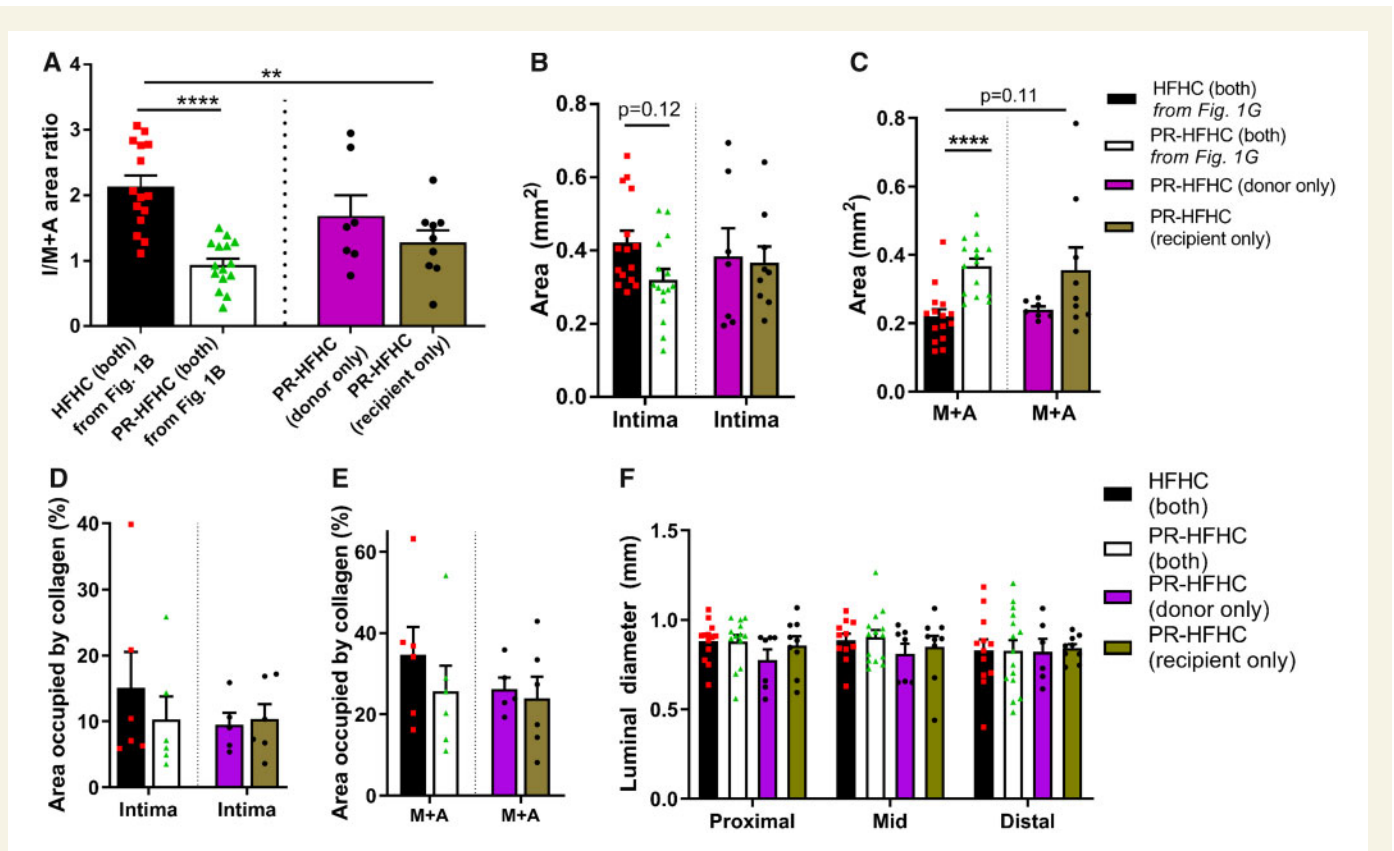 A
I/M+A area ratio
4
3
2
1
0
**
****
HFHC (both)
from Fig. 1B
PR-HFHC (both)
from Fig. 1B
PR-HFHC
(donor only)
PR-HFHC
(recipient only)
B
Area (mm²)
0.8
0.6
0.4
0.2
0.0
p=0.12
Intima
Intima
C
Area (mm²)
0.8
0.6
0.4
0.2
0.0
p=0.11
****
M+A
M+A
HFHC (both)
from Fig. 1G
PR-HFHC (both)
from Fig. 1G
PR-HFHC (donor only)
PR-HFHC
(recipient only)
D
Area occupied by collagen (%)
40
30
20
10
0
Intima
Intima
E
Area occupied by collagen (%)
60
40
20
0
M+A
M+A
F
Luminal diameter (mm)
1.5
1.0
0.5
0.0
Proximal
Mid
Distal
HFHC
(both)
PR-HFHC
(both)
PR-HFHC
(donor only)
PR-HFHC
(recipient only)